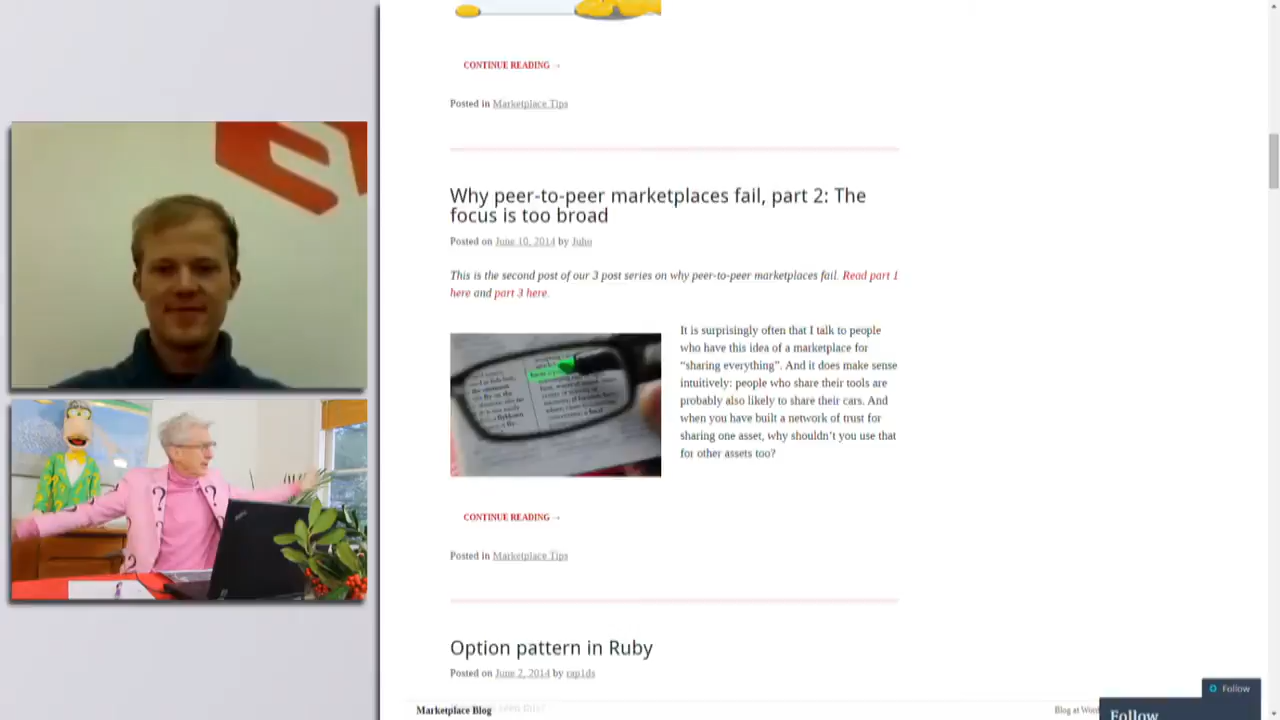 CONTINUE READING →
Posted in Marketplace Tips
Why peer-to-peer marketplaces fail, part 2: The
focus is too broad
Posted on June 10, 2014 by Juho
This is the second post of our 3 post series on why peer-to-peer marketplaces fail. Read part 1
here and part 3 here.
It is surprisingly often that I talk to people
who have this idea of a marketplace for
“sharing everything”. And it does make sense
intuitively: people who share their tools are
probably also likely to share their cars. And
when you have built a network of trust for
sharing one asset, why shouldn’t you use that
for other assets too?
CONTINUE READING →
Posted in Marketplace Tips
Option pattern in Ruby
Posted on June 2, 2014 by rap1ds
seen this?
Marketplace Blog
Blog at
Follow
Follow